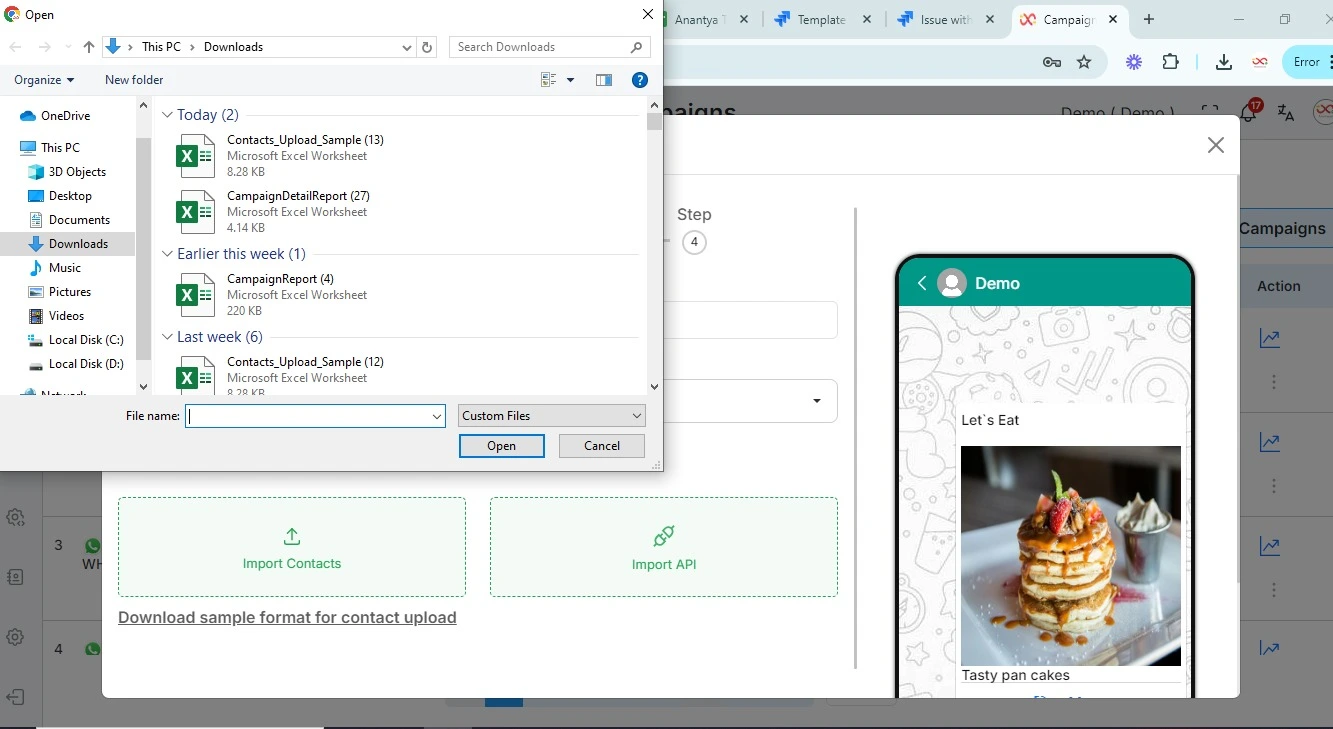 Open
Anantya T
Template
Issue with
Campaign
This PC
Downloads
Search Downloads
Error
Organize
New folder
OneDrive
This PC
3D Objects
Desktop
Documents
Downloads
Music
Pictures
Videos
Local Disk (C:)
Local Disk (D:)
Network
Today (2)
Contacts_Upload_Sample (13)
Microsoft Excel Worksheet
8.28 KB
CampaignDetailReport (27)
Microsoft Excel Worksheet
4.14 KB
Earlier this week (1)
CampaignReport (4)
Microsoft Excel Worksheet
220 KB
Last week (6)
Contacts_Upload_Sample (12)
Microsoft Excel Worksheet
8.28 KB
File name:
Custom Files
Open
Cancel
paigns
Demo ( Demo )
17
Step
4
Campaigns
Action
Import Contacts
Import API
Download sample format for contact upload
3
WH
4
Demo
Let`s Eat
Tasty pan cakes